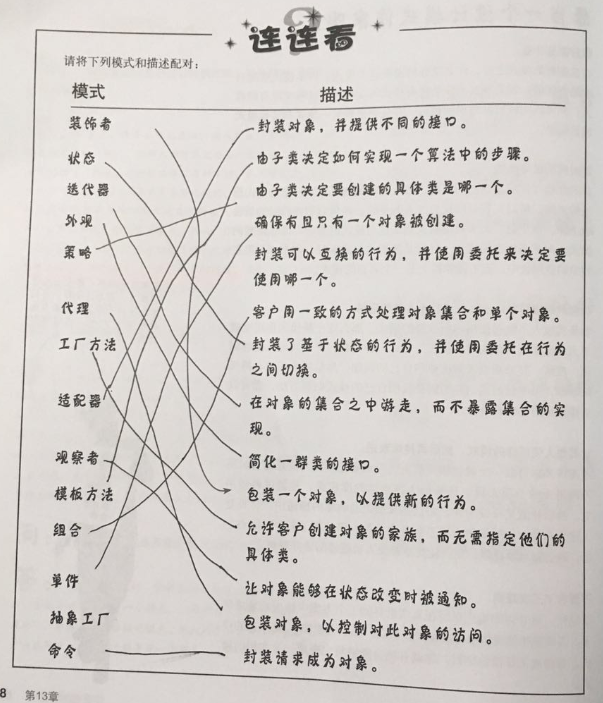 连连看
请将下列模式和描述配对：
模式 描述
装饰者 封装对象，并提供不同的接口。
状态 由子类决定如何实现一个算法中的步骤。
迭代器 由子类决定要创建的具体类是哪一个。
外观 确保有且只有一个对象被创建。
策略 封装可以互换的行为，并使用委托来决定要
使用哪一个。
代理 客户用一致的方式处理对象集合和单个对象。
工厂方法 封装了基于状态的行为，并使用委托在行为
之间切换。
适配器 在对象的集合之中游走，而不暴露集合的实
现。
观察者 简化一群类的接口。
模板方法 包装一个对象，以提供新的行为。
组合 允许客户创建对象的家族，而无需指定他们的
具体类。
单件 让对象能够在状态改变时被通知。
抽象工厂 包装对象，以控制对此对象的访问。
命令 封装请求成为对象。
8 第13章